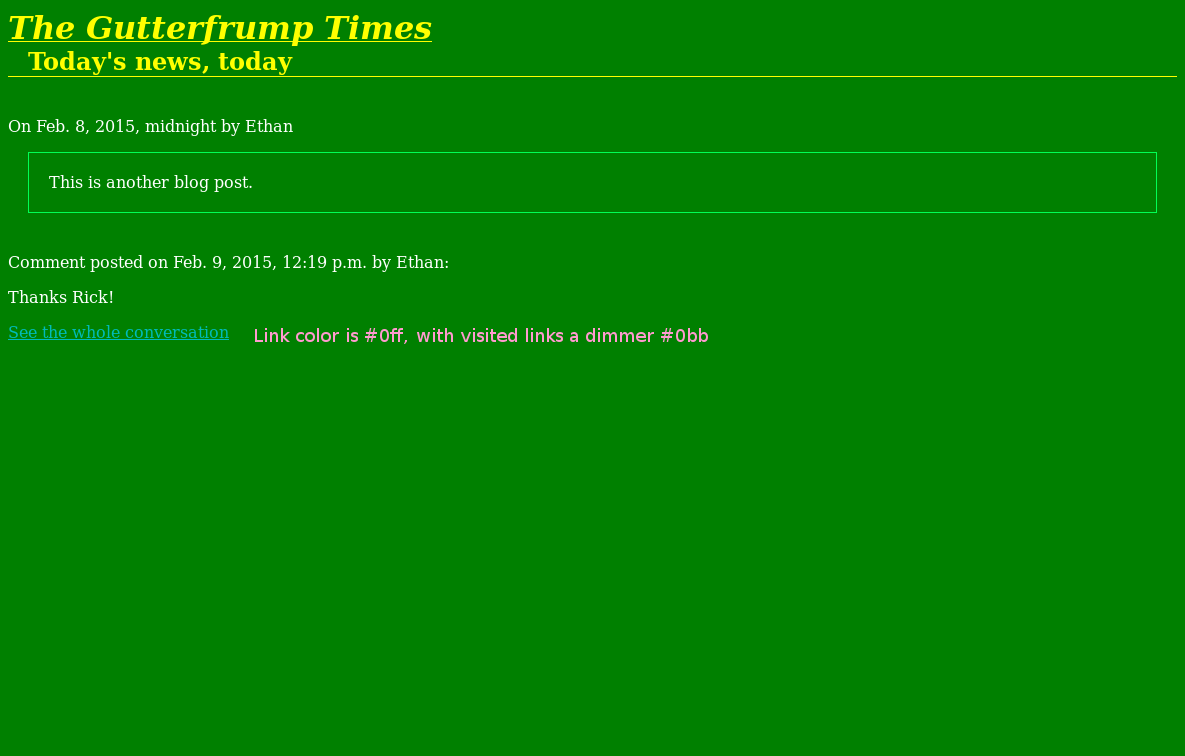 The Gutterfrump Times
Today's news, today
On Feb. 8, 2015, midnight by Ethan
This is another blog post.
Comment posted on Feb. 9, 2015, 12:19 p.m. by Ethan:
Thanks Rick!
See the whole conversation Link color is #0ff, with visited links a dimmer #0bb